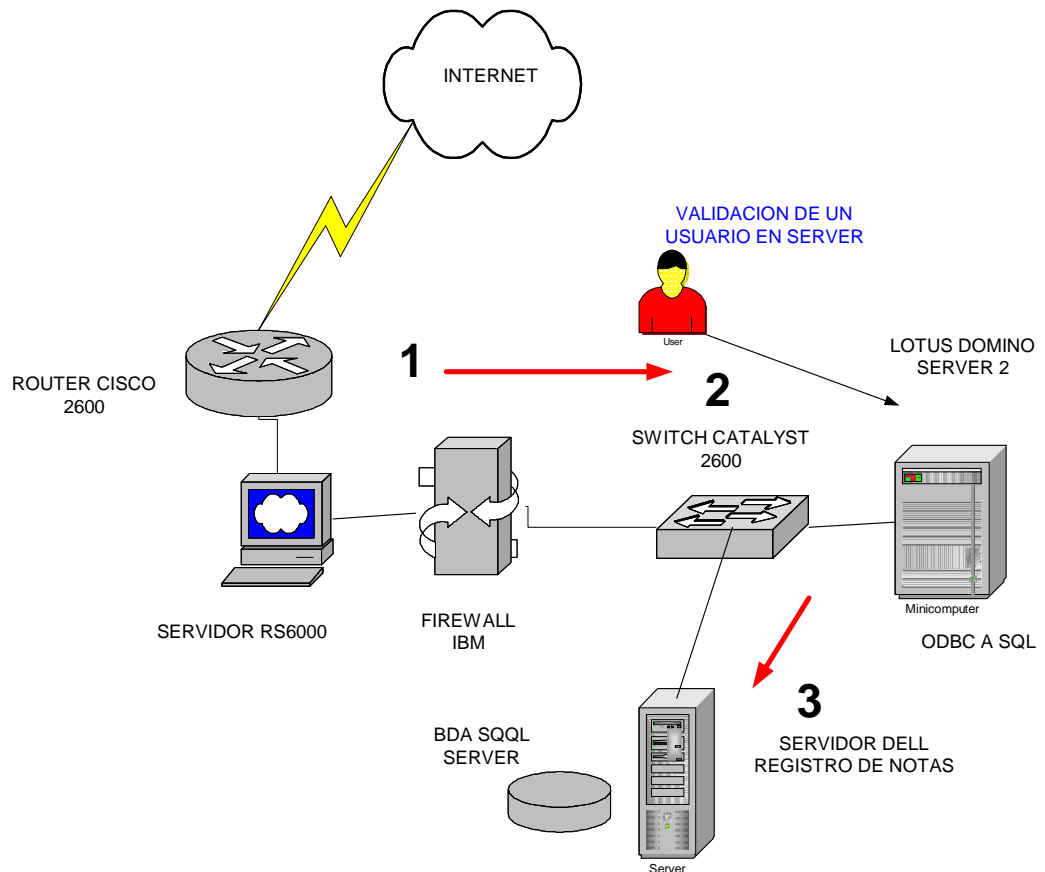 INTERNET
VALIDACION DE UN
USUARIO EN SERVER
User
1
2
LOTUS DOMINO
SERVER 2
ROUTER CISCO
2600
SWITCH CATALYST
2600
Minicomputer
SERVIDOR RS6000
FIREWALL
IBM
ODBC A SQL
3
BDA SQQL
SERVER
SERVIDOR DELL
REGISTRO DE NOTAS
Server